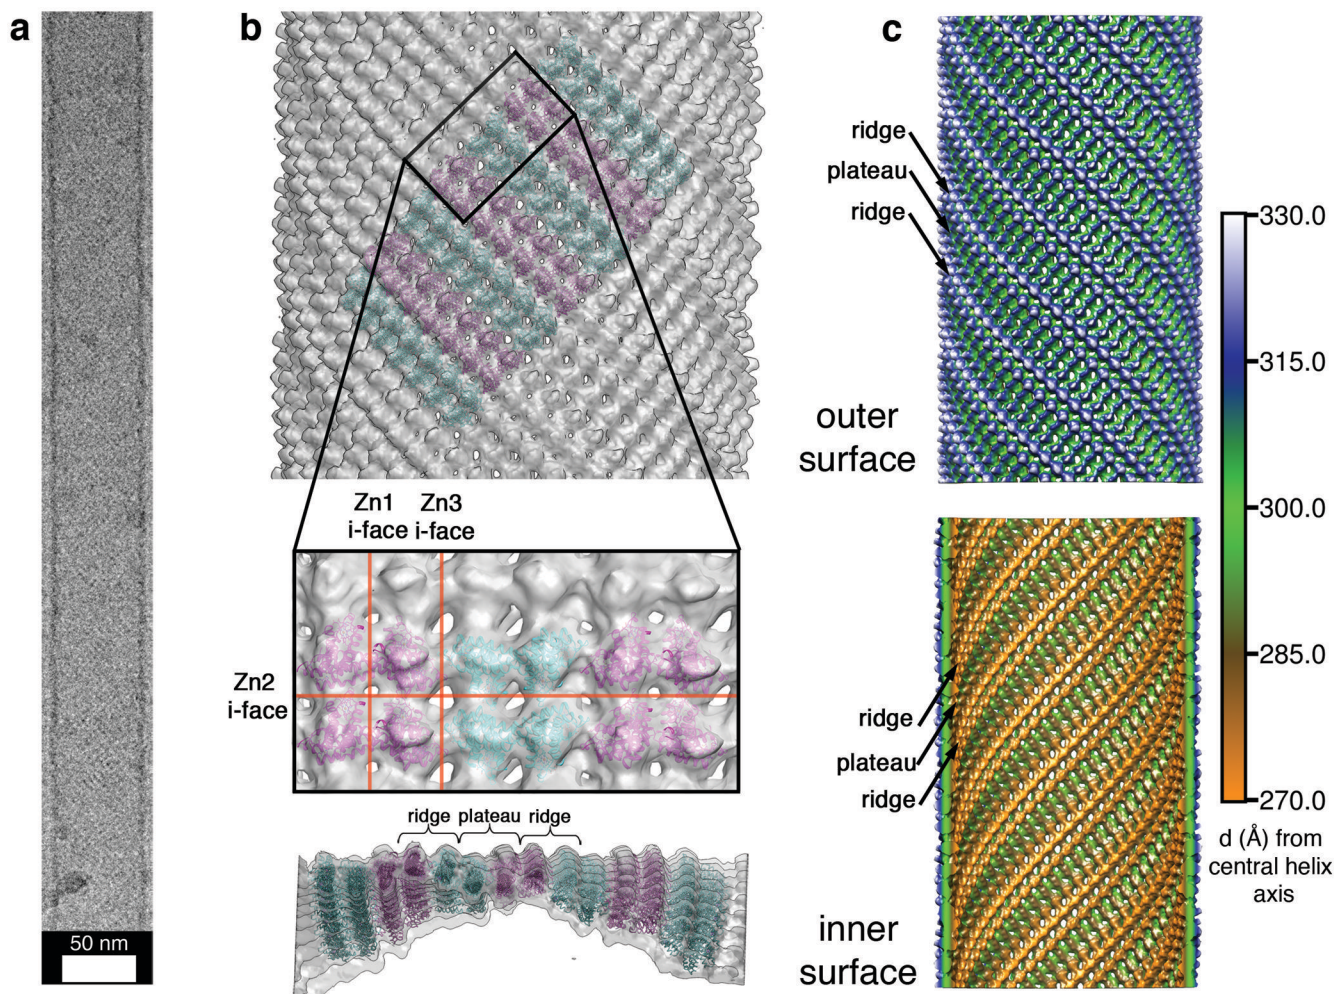 a
50 nm
b
Zn1
i-face
Zn3
i-face
Zn2
i-face
ridge plateau ridge
c
ridge
plateau
ridge
outer
surface
ridge
plateau
ridge
inner
surface
330.0
315.0
300.0
285.0
270.0
d (Å) from
central helix
axis